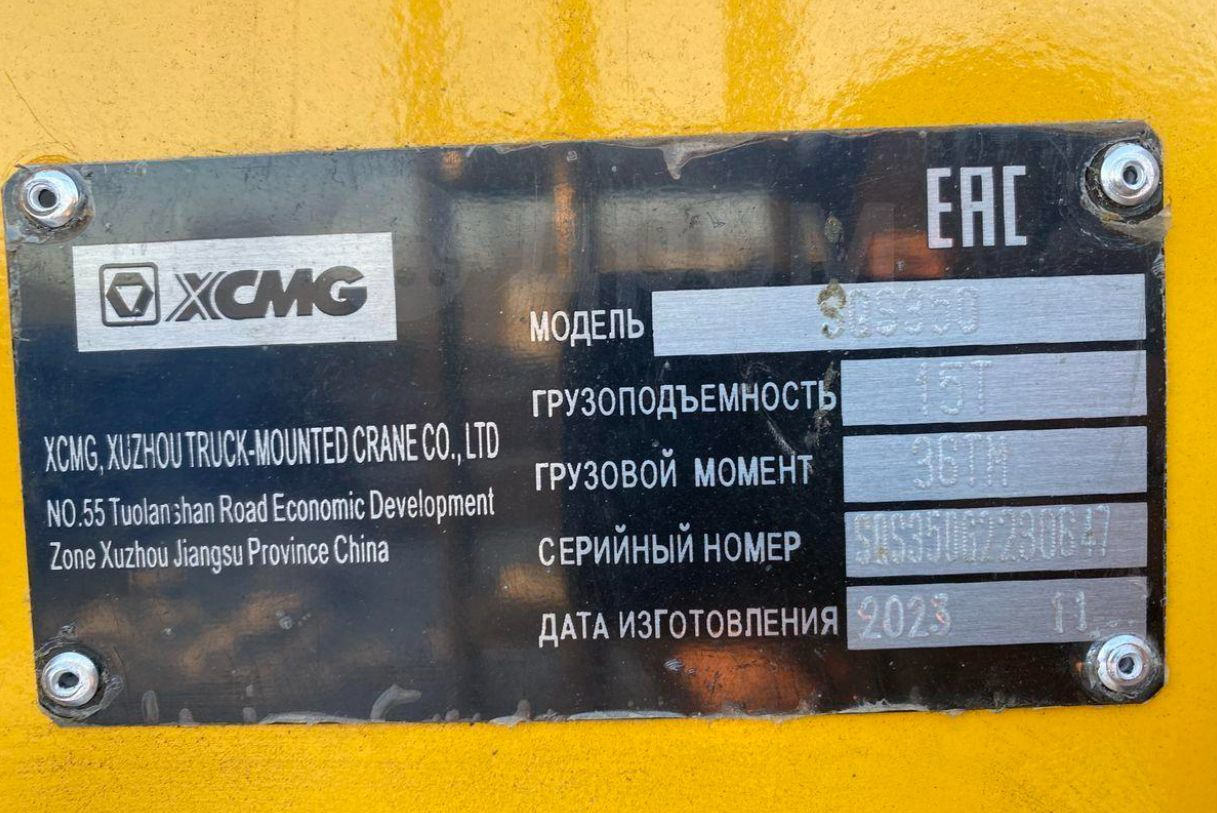 EAC
XCMG
МОДЕЛЬ
ГРУЗОПОДЪЕМНОСТЬ 15T
XCMG, XUZHOU TRUCK-MOUNTED CRANE CO., LTD
ГРУЗОВОЙ МОМЕНТ 36TM
NO.55 Tuolanshan Road Economic Development
Zone Xuzhou Jiangsu Province China
СЕРИЙНЫЙ НОМЕР
ДАТА ИЗГОТОВЛЕНИЯ 2023 11